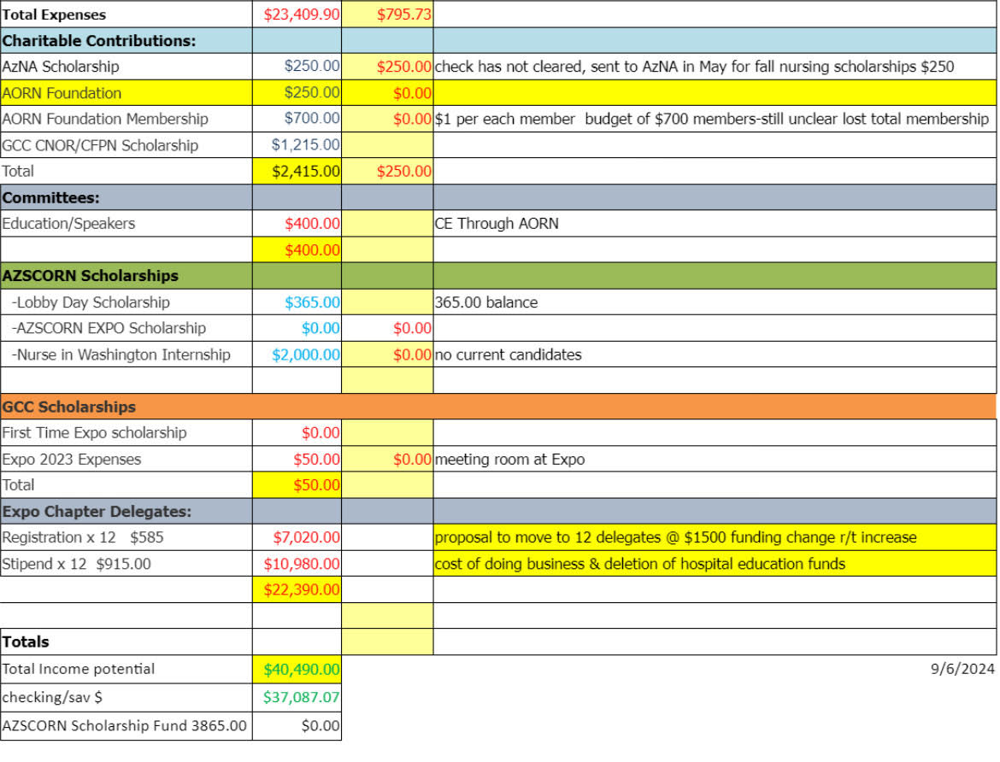 Total Expenses $23,409.90 $795.73
Charitable Contributions:
AzNA Scholarship $250.00 $250.00 check has not cleared, sent to AzNA in May for fall nursing scholarships $250
AORN Foundation $250.00 $0.00
AORN Foundation Membership $700.00 $0.00 $1 per each member budget of $700 members-still unclear lost total membership
GCC CNOR/CFPN Scholarship $1,215.00
Total $2,415.00 $250.00
Committees:
Education/Speakers $400.00 CE Through AORN
$400.00
AZSCORN Scholarships
-Lobby Day Scholarship $365.00 365.00 balance
-AZSCORN EXPO Scholarship $0.00 $0.00
-Nurse in Washington Internship $2,000.00 $0.00 no current candidates
GCC Scholarships
First Time Expo scholarship $0.00
Expo 2023 Expenses $50.00 $0.00 meeting room at Expo
Total $50.00
Expo Chapter Delegates:
Registration x 12 $585 $7,020.00 proposal to move to 12 delegates @ $1500 funding change r/t increase
Stipend x 12 $915.00 $10,980.00 cost of doing business & deletion of hospital education funds
$22,390.00
Totals
Total Income potential $40,490.00 9/6/2024
checking/sav $ $37,087.07
AZSCORN Scholarship Fund 3865.00 $0.00